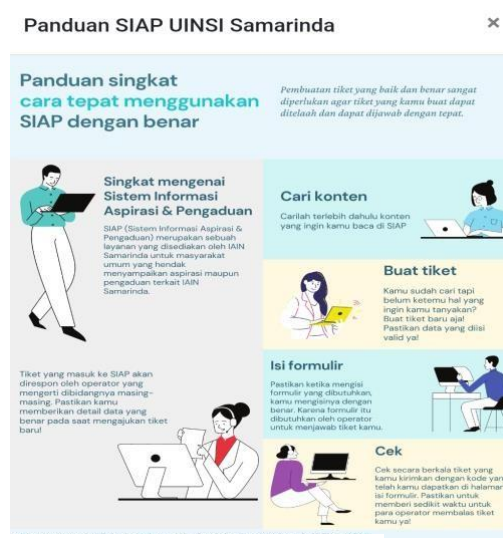 Panduan SIAP UINSI Samarinda
×
Panduan singkat
cara tepat menggunakan
SIAP dengan benar
Pembuatan tiket yang baik dan benar sangat
diperlukan agar tiket yang kamu buat dapat
ditelaah dan dapat dijawab dengan tepat.
Singkat mengenai
Sistem Informasi
Aspirasi & Pengaduan
SIAP (Sistem Informasi Aspirasi &
Pengaduan) merupakan sebuah
layanan yang disediakan oleh IAIN
Samarinda untuk masyarakat
umum yang hendak
menyampaikan aspirasi maupun
pengaduan terkait IAIN
Samarinda.
Tiket yang masuk ke SIAP akan
direspon oleh operator yang
mengerti dibidangnya masing-
masing. Pastikan kamu
memberikan detail data yang
benar pada saat mengajukan tiket
baru!
Cari konten
Carilah terlebih dahulu konten
yang ingin kamu baca di SIAP
Buat tiket
Kamu sudah cari tapi
belum ketemu hal yang
ingin kamu tanyakan?
Buat tiket baru aja!
Pastikan data yang diisi
valid ya!
Isi formulir
Pastikan ketika mengisi
formulir yang dibutuhkan,
kamu mengisinya dengan
benar. Karena formulir itu
dibutuhkan oleh operator
untuk menjawab tiket kamu.
Cek
Cek secara berkala tiket yang
kamu kirimkan dengan kode yan
telah kamu dapatkan di halaman
isi formulir. Pastikan untuk
memberi sedikit waktu untuk
para operator membalas tiket
kamu ya!